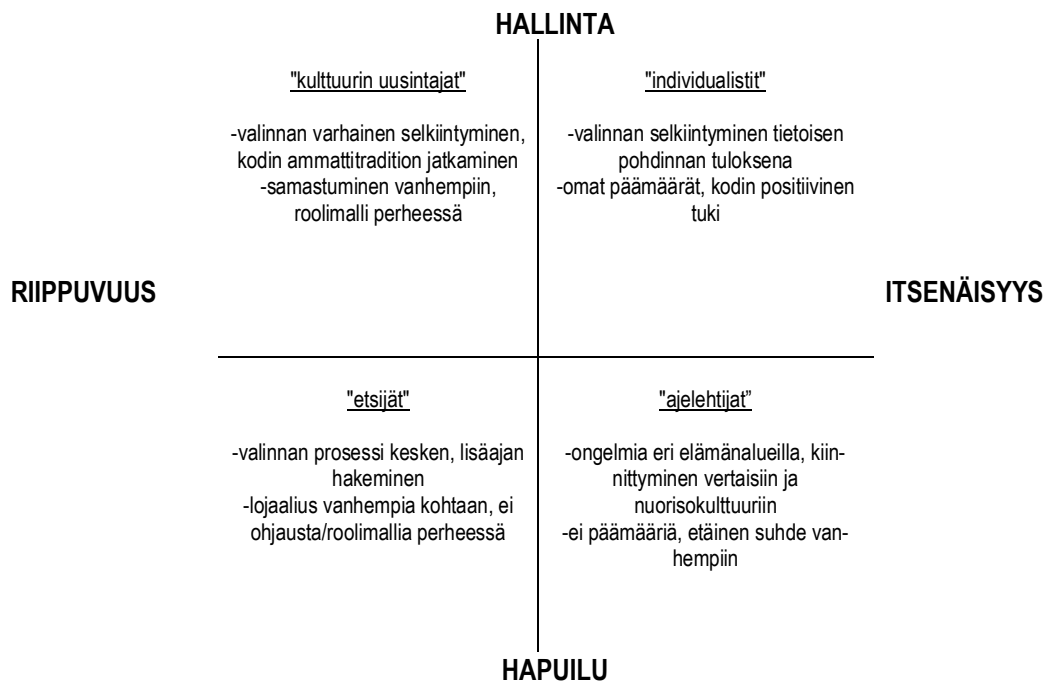 HALLINTA
"kulttuurin uusintajat"
-valinnan varhainen selkiintyminen,
kodin ammattitradition jatkaminen
-samastuminen vanhempiin,
roolimalli perheessä
"individualistit"
-valinnan selkiintyminen tietoisen
pohdinnan tuloksena
-omat päämäärät, kodin positiivinen
tuki
RIIPPUVUUS
ITSENÄISYYS
"etsijät"
-valinnan prosessi kesken, lisäajan
hakeminen
-lojaalius vanhempia kohtaan, ei
ohjausta/roolimallia perheessä
"ajelehtijat”
-ongelmia eri elämänalueilla, kiin-
nittyminen vertaisiin ja
nuorisokulttuuriin
-ei päämääriä, etäinen suhde van-
hempiin
HAPUILU